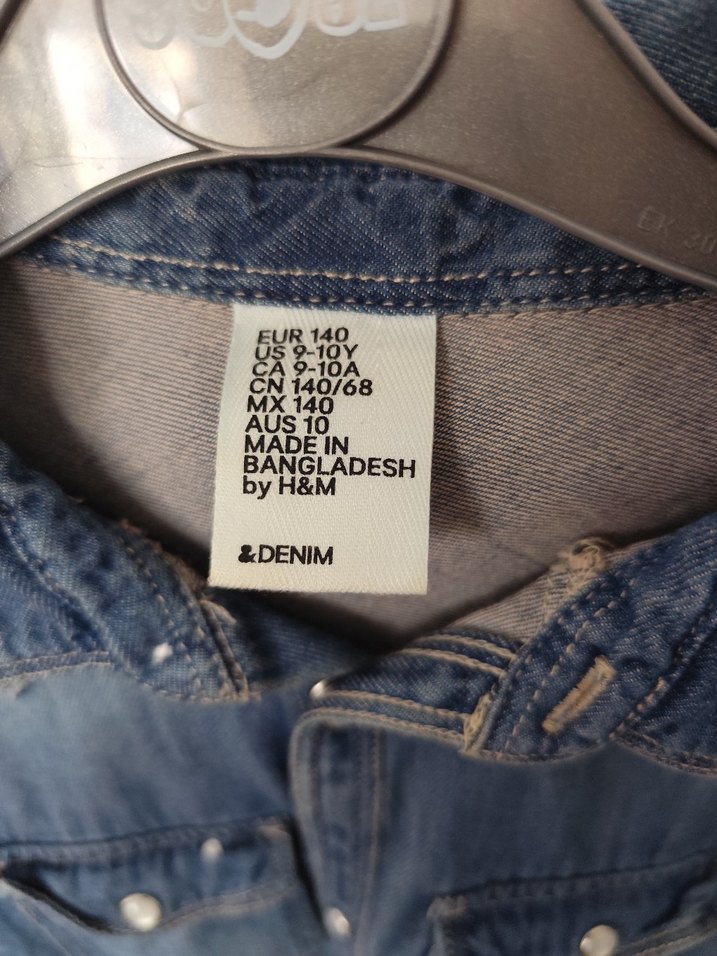 EUR 140
US 9-10Y
CA 9-10A
CN 140/68
MX 140
AUS 10
MADE IN
BANGLADESH
by H&M
&DENIM